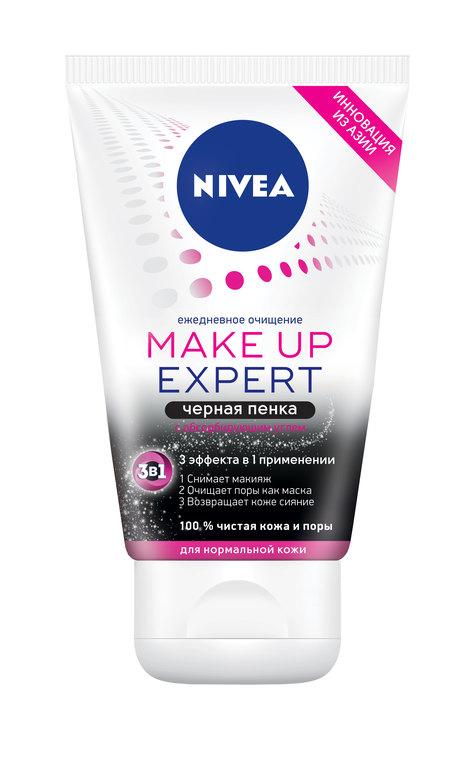 ИННОВАЦИЯ
ИЗ АЗИИ
NIVEA
ежедневное очищение
MAKE UP
EXPERT
черная пенка
с абсорбирующим углем
3в1
3 эффекта в 1 применении
1 Снимает макияж
2 Очищает поры как маска
3 Возвращает коже сияние
100 % чистая кожа и поры
для нормальной кожи